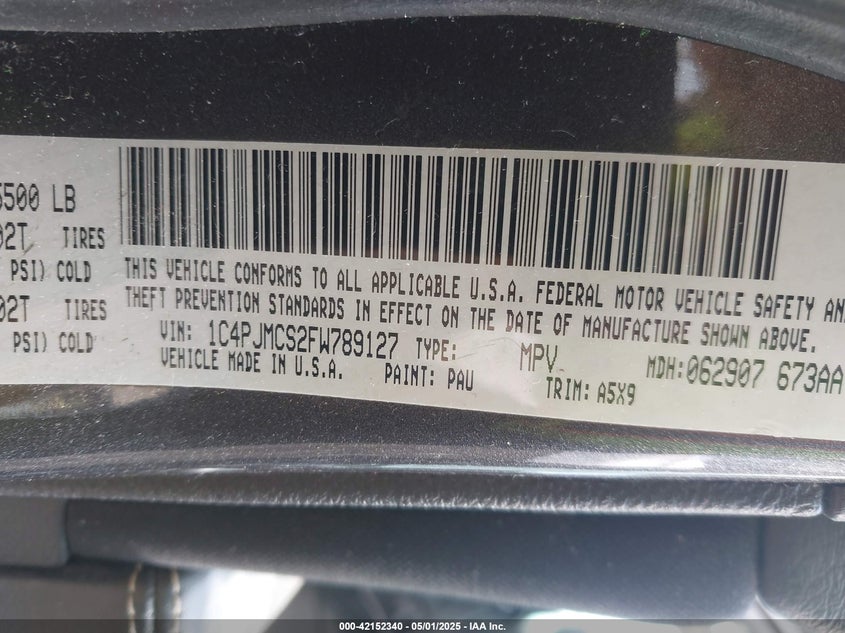 5500 LB
02T TIRES
PSI) COLD
02T TIRES
PSI) COLD
THIS VEHICLE CONFORMS TO ALL APPLICABLE U.S.A. FEDERAL MOTOR VEHICLE SAFETY AN
THEFT PREVENTION STANDARDS IN EFFECT ON THE DATE OF MANUFACTURE SHOWN ABOVE.
VIN: 1C4PJMCS2FW789127 TYPE: MPV MDH:062907 673AA
VEHICLE MADE IN U.S.A. PAINT: PAU TRIM: A5X9
000-42152340 - 05/01/2025 - IAA Inc.